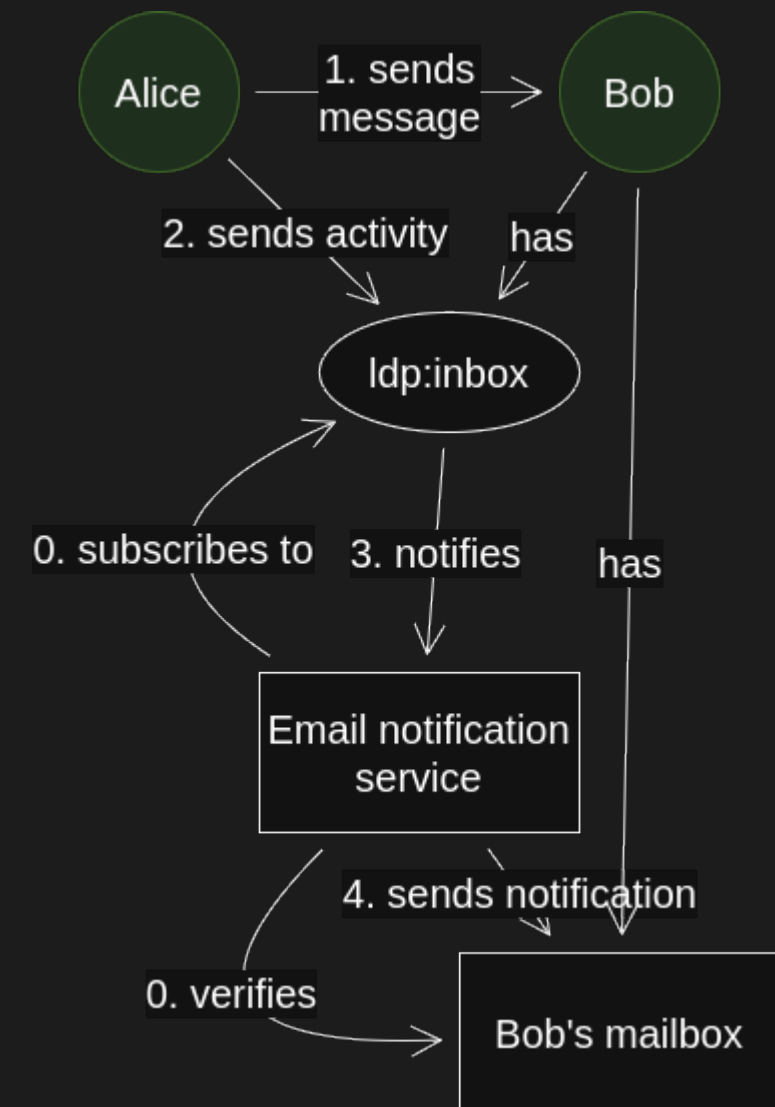 Alice
1. sends
message
Bob
2. sends activity
has
ldp:inbox
0. subscribes to
3. notifies
has
Email notification
service
4. sends notification
0. verifies
Bob's mailbox